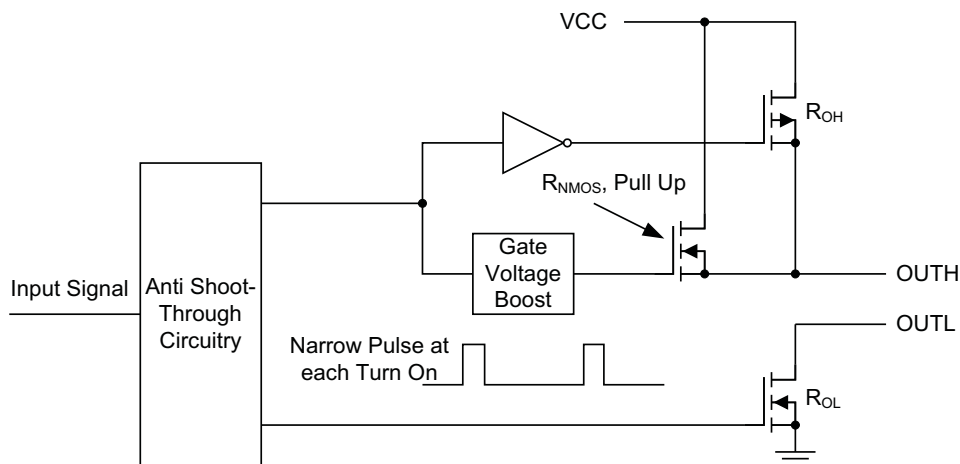 VCC
ROH
RNMOS, Pull Up
Gate
Voltage
Boost
Input Signal
Anti Shoot-
Through
Circuitry
OUTH
OUTL
Narrow Pulse at
each Turn On
ROL